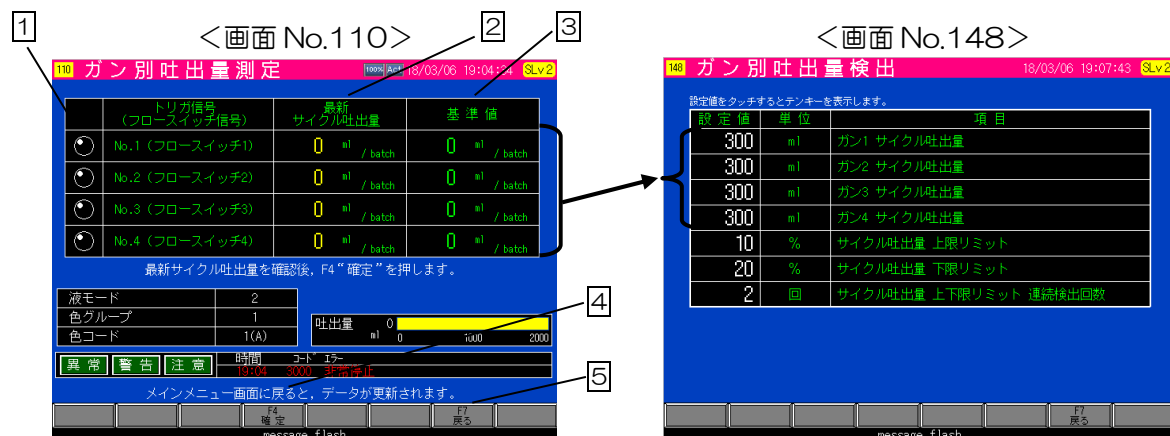 1
2
3
<画面 No.110>
110 ガン別吐出量測定 100% Act 18/03/06 19:04:34 SLv2
トリガ信号
(フロースイッチ信号)
最新
サイクル吐出量
基準値
No.1 (フロースイッチ1) 0 ml / batch 0 ml / batch
No.2 (フロースイッチ2) 0 ml / batch 0 ml / batch
No.3 (フロースイッチ3) 0 ml / batch 0 ml / batch
No.4 (フロースイッチ4) 0 ml / batch 0 ml / batch
最新サイクル吐出量を確認後, F4“確定”を押します。
液モード 2
色グループ 1
色コード 1(A)
吐出量 0 ml 0 1000 2000
4
異常 警告 注意
時間 コード エラー
19:04 3000 非常停止
5
メインメニュー画面に戻ると, データが更新されます。
F4
確定
F7
戻る
message flash
<画面 No.148>
148 ガン別吐出量検出 18/03/06 19:07:43 SLv2
設定値をタッチするとテンキーを表示します。
設定値 単位 項目
300 ml ガン1 サイクル吐出量
300 ml ガン2 サイクル吐出量
300 ml ガン3 サイクル吐出量
300 ml ガン4 サイクル吐出量
10 % サイクル吐出量 上限リミット
20 % サイクル吐出量 下限リミット
2 回 サイクル吐出量 上下限リミット 連続検出回数
F7
戻る
message flash